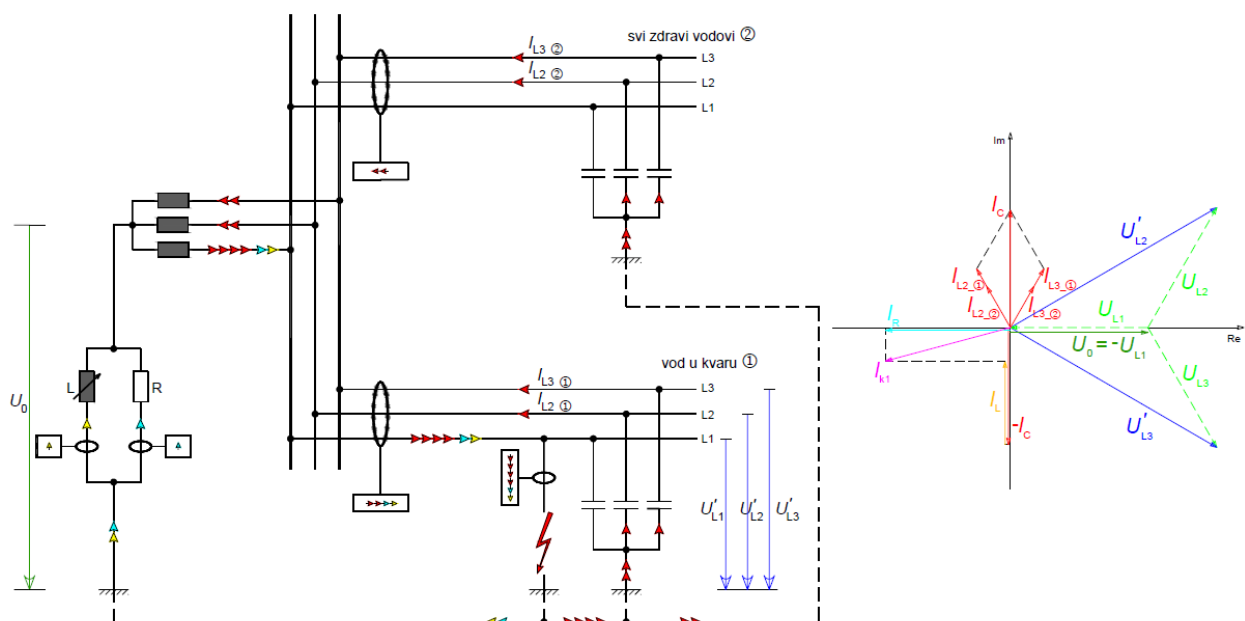 I_L3 ②
svi zdravi vodovi ②
L3
I_L2 ②
L2
L1
L
R
U_0
vod u kvaru ①
I_L3 ①
L3
I_L2 ①
L2
L1
U'_L1
U'_L2
U'_L3
Im
I_C
U'_L2
I_L2_①
I_L3_①
U_L2
I_L2_②
I_L3_②
U_L1
I_R
Re
U_0 = -U_L1
I_k1
U_L3
I_L
-I_C
U'_L3